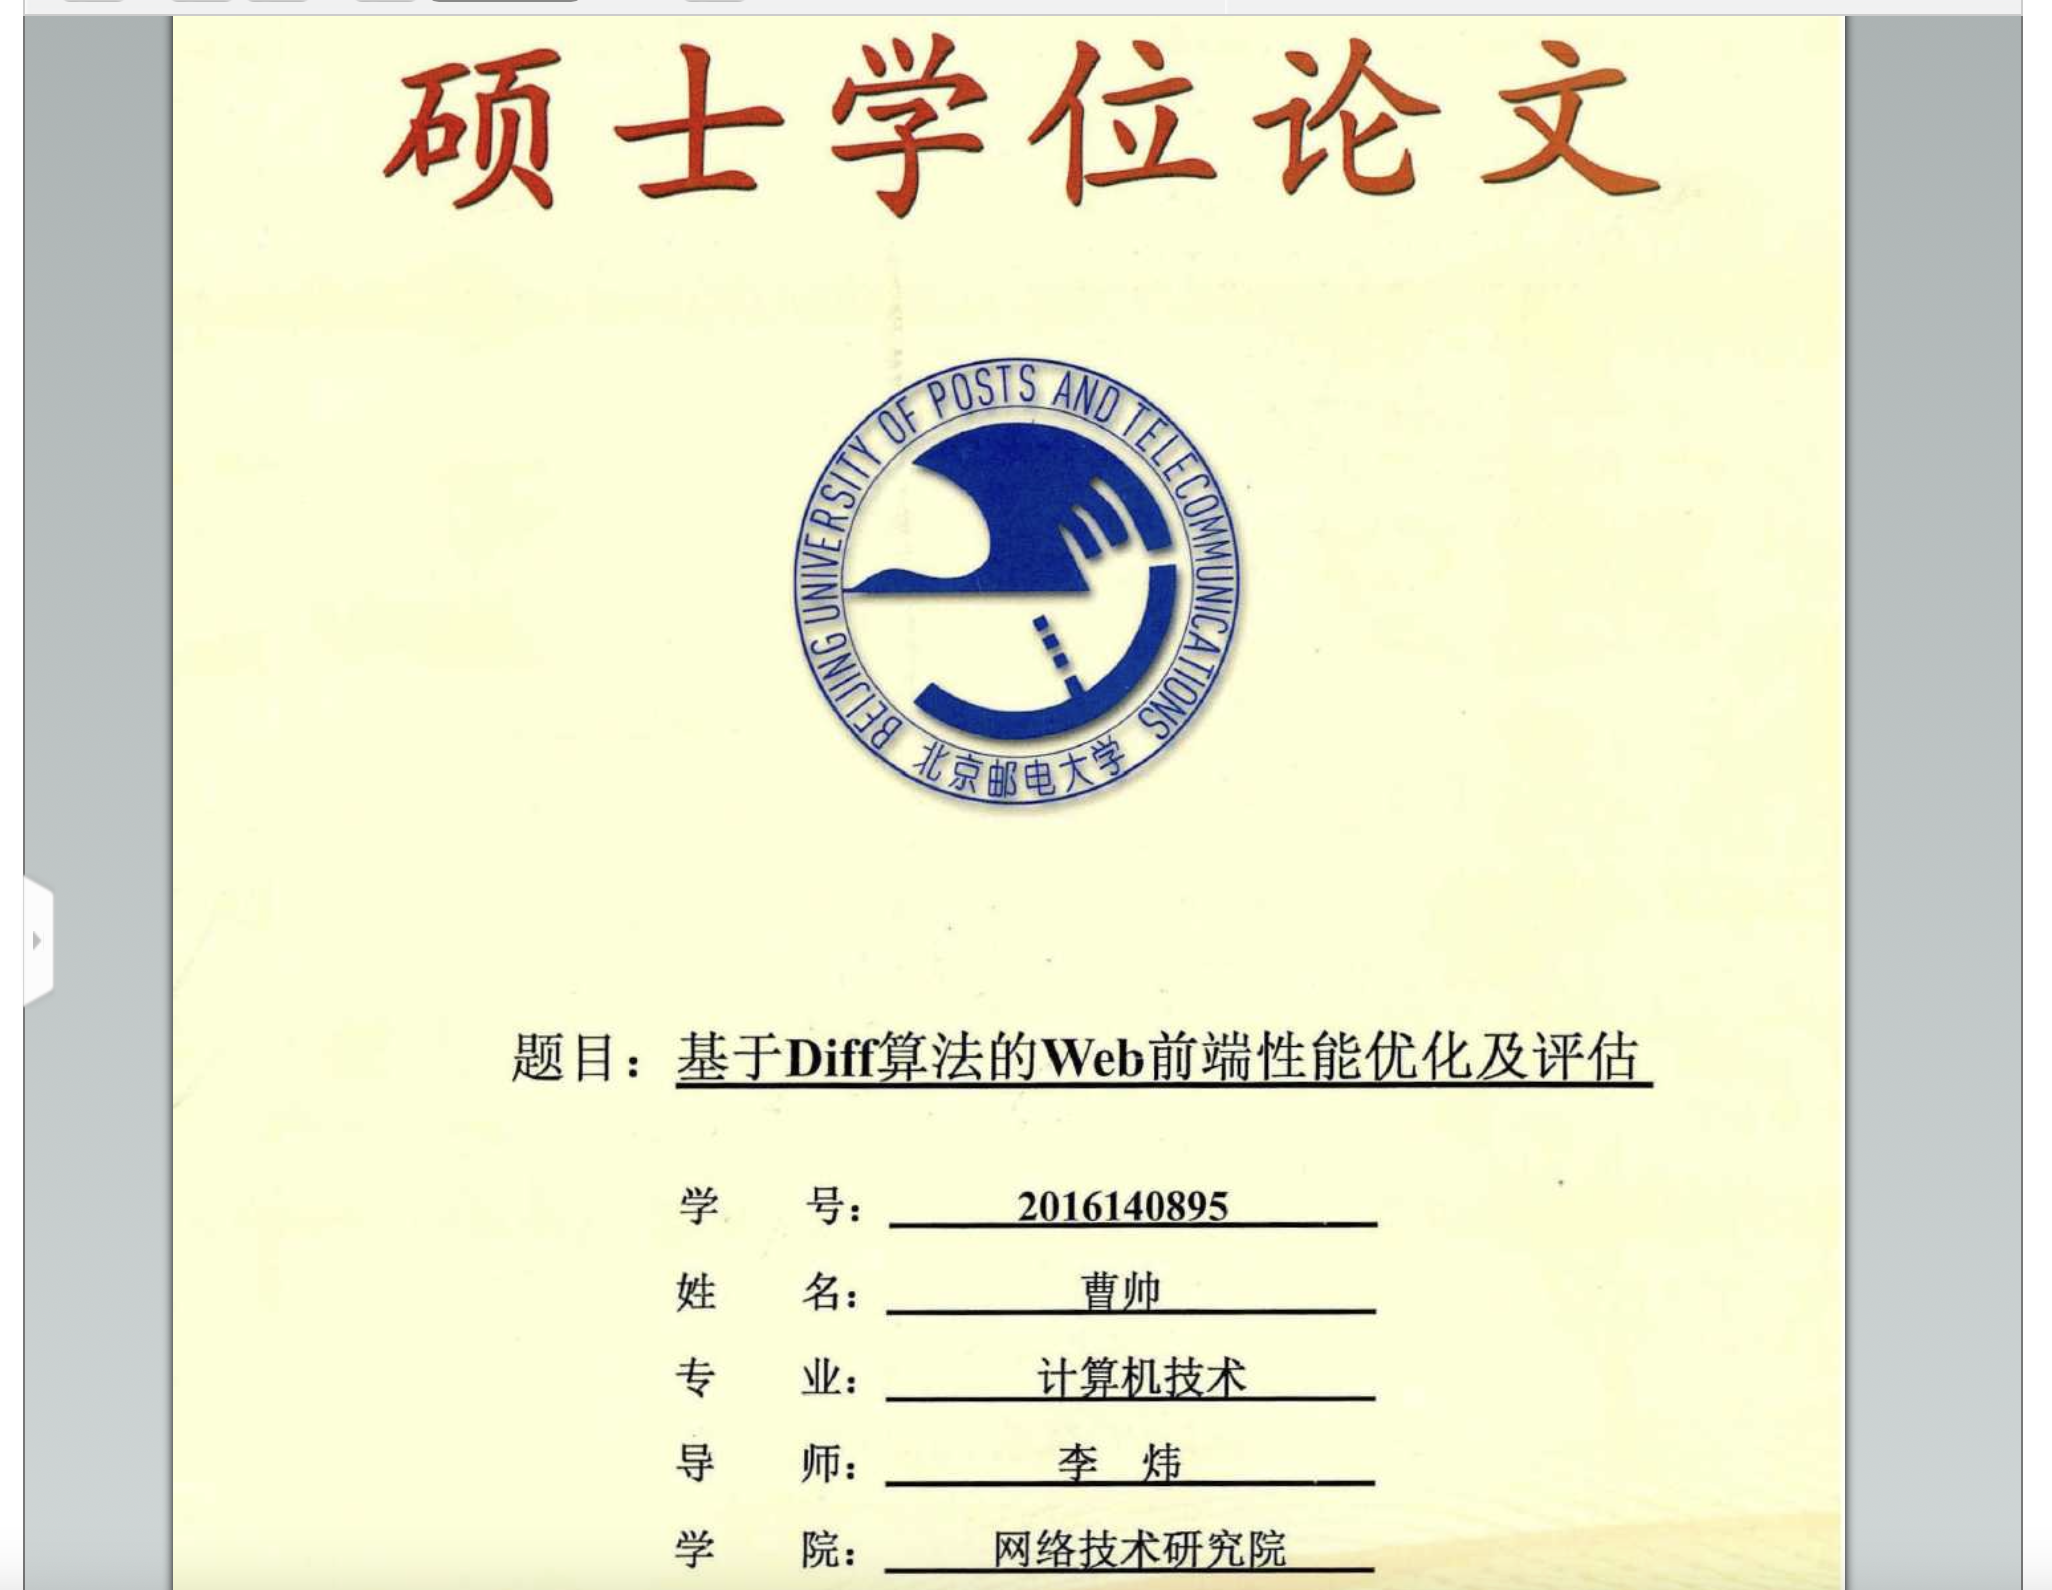 硕士学位论文
BEIJING UNIVERSITY OF POSTS AND TELECOMMUNICATIONS
北京邮电大学
题目：基于Diff算法的Web前端性能优化及评估
学 号： 2016140895
姓 名： 曹帅
专 业： 计算机技术
导 师： 李 炜
学 院： 网络技术研究院